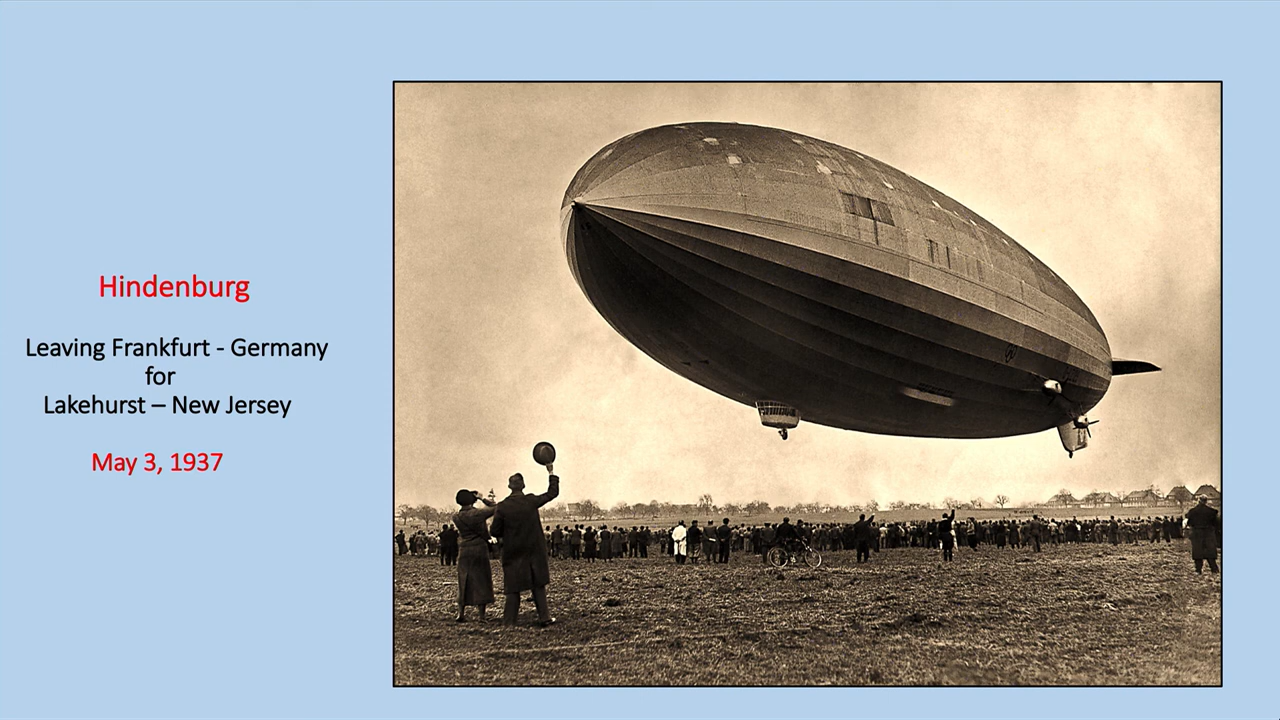 Hindenburg
Leaving Frankfurt - Germany
for
Lakehurst – New Jersey
May 3, 1937